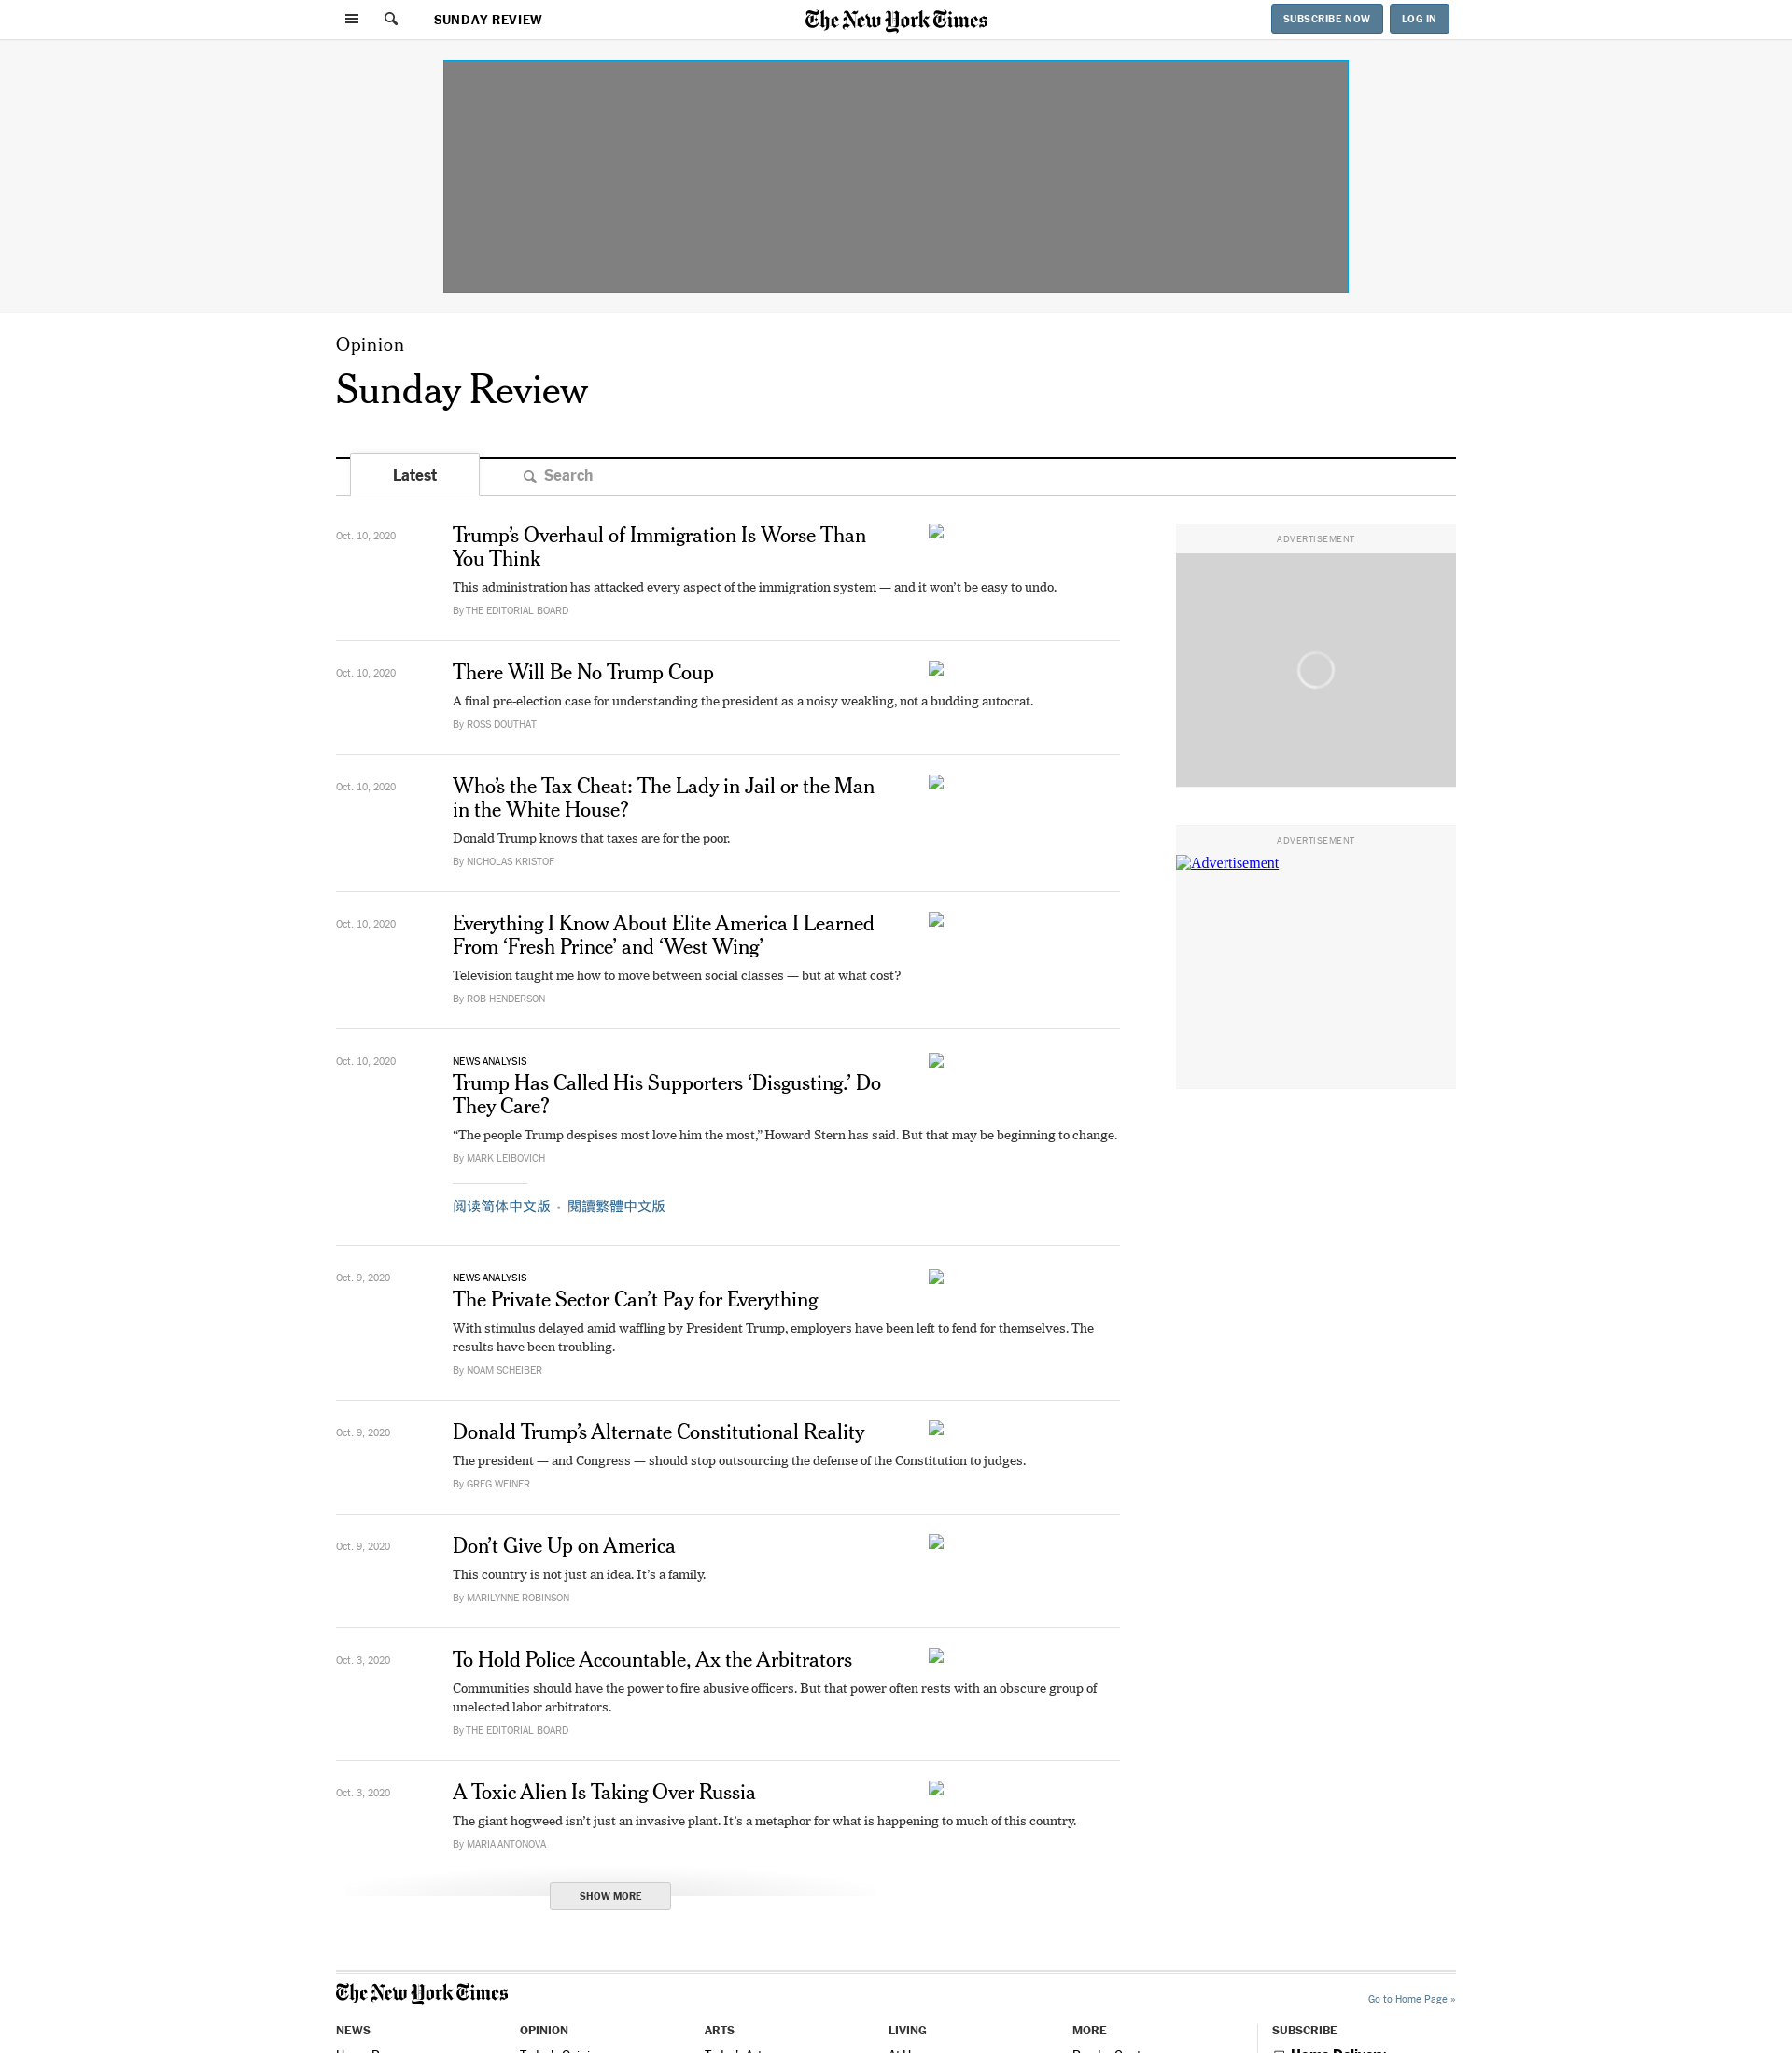 SUNDAY REVIEW
The New York Times
SUBSCRIBE NOW
LOG IN
Opinion
Sunday Review
Latest
Search
Oct. 10, 2020
Trump’s Overhaul of Immigration Is Worse Than
You Think
This administration has attacked every aspect of the immigration system — and it won’t be easy to undo.
By THE EDITORIAL BOARD
Oct. 10, 2020
There Will Be No Trump Coup
A final pre-election case for understanding the president as a noisy weakling, not a budding autocrat.
By ROSS DOUTHAT
Oct. 10, 2020
Who’s the Tax Cheat: The Lady in Jail or the Man
in the White House?
Donald Trump knows that taxes are for the poor.
By NICHOLAS KRISTOF
Oct. 10, 2020
Everything I Know About Elite America I Learned
From ‘Fresh Prince’ and ‘West Wing’
Television taught me how to move between social classes — but at what cost?
By ROB HENDERSON
Oct. 10, 2020
NEWS ANALYSIS
Trump Has Called His Supporters ‘Disgusting.’ Do
They Care?
“The people Trump despises most love him the most,” Howard Stern has said. But that may be beginning to change.
By MARK LEIBOVICH
阅读简体中文版 • 閱讀繁體中文版
Oct. 9, 2020
NEWS ANALYSIS
The Private Sector Can’t Pay for Everything
With stimulus delayed amid waffling by President Trump, employers have been left to fend for themselves. The
results have been troubling.
By NOAM SCHEIBER
Oct. 9, 2020
Donald Trump’s Alternate Constitutional Reality
The president — and Congress — should stop outsourcing the defense of the Constitution to judges.
By GREG WEINER
Oct. 9, 2020
Don’t Give Up on America
This country is not just an idea. It’s a family.
By MARILYNNE ROBINSON
Oct. 3, 2020
To Hold Police Accountable, Ax the Arbitrators
Communities should have the power to fire abusive officers. But that power often rests with an obscure group of
unelected labor arbitrators.
By THE EDITORIAL BOARD
Oct. 3, 2020
A Toxic Alien Is Taking Over Russia
The giant hogweed isn’t just an invasive plant. It’s a metaphor for what is happening to much of this country.
By MARIA ANTONOVA
SHOW MORE
ADVERTISEMENT
ADVERTISEMENT
Advertisement
The New York Times
Go to Home Page »
NEWS
OPINION
ARTS
LIVING
MORE
SUBSCRIBE